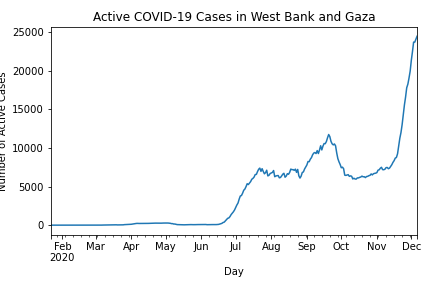 Active COVID-19 Cases in West Bank and Gaza
Number of Active Cases
25000
20000
15000
10000
5000
0
Feb Mar Apr May Jun Jul Aug Sep Oct Nov Dec
2020
Day